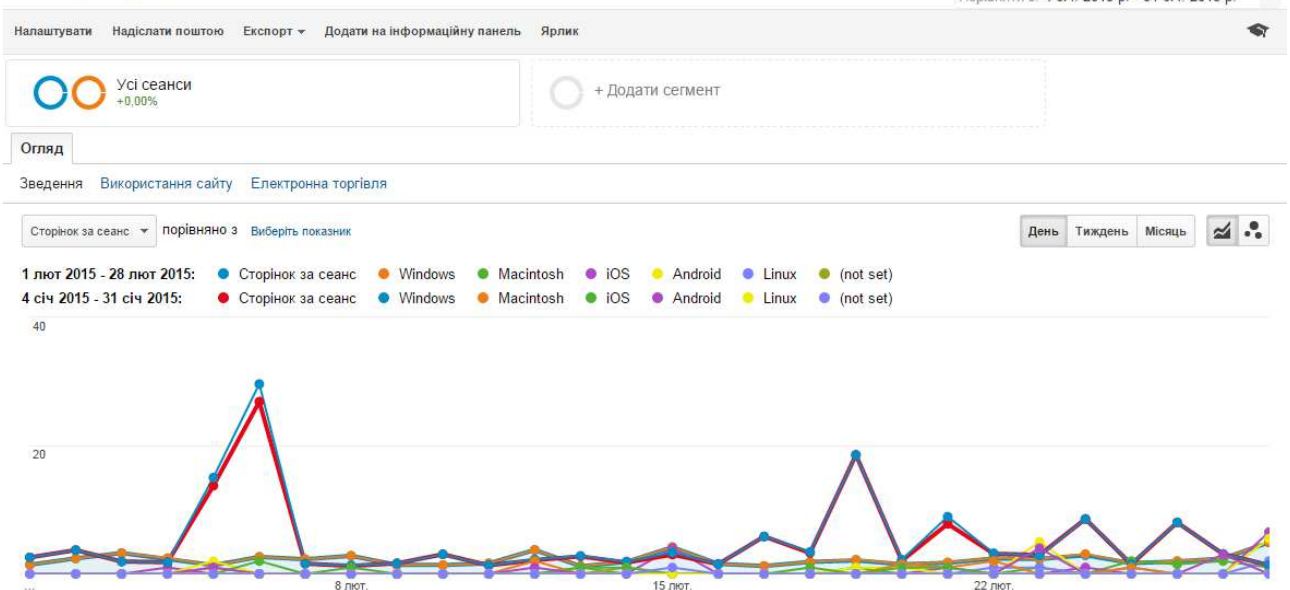 Налаштувати Надіслати поштою Експорт Додати на інформаційну панель Ярлик
Усі сеанси
+0,00%
+ Додати сегмент
Огляд
Зведення Використання сайту Електронна торгівля
Сторінок за сеанс порівняно з Виберіть показник День Тиждень Місяць
1 лют 2015 - 28 лют 2015: Сторінок за сеанс Windows Macintosh iOS Android Linux (not set)
4 січ 2015 - 31 січ 2015: Сторінок за сеанс Windows Macintosh iOS Android Linux (not set)
40
20
... 8 лют. 15 лют. 22 лют.